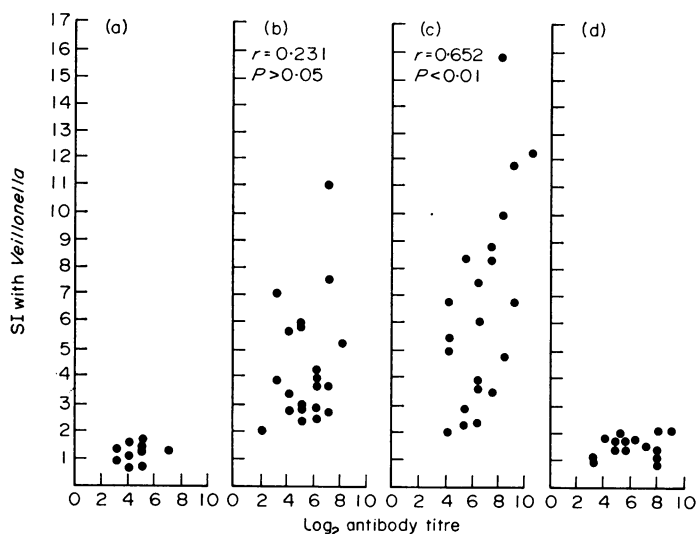 (a)
(b)
(c)
(d)
r=0·231
P>0·05
r=0·652
P<0·01
17
16
15
14
13
12
11
10
9
8
7
6
5
4
3
2
1
SI with Veillonella
0 2 4 6 8 10
2 4 6 8 10
0 2 4 6 8 10
0 2 4 6 8 10
Log₂ antibody titre